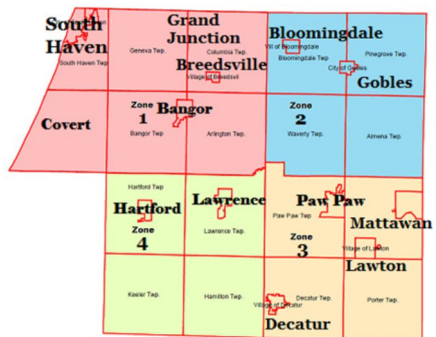 South
Haven
South Haven Twp.
Grand
Junction
Geneva Twp.
Columbia Twp.
Breedsville
Village of Breedsvil
Bloomingdale
Vill of Bloomingdale
Bloomingdale Twp
Pinegrove Twp.
City of Gobles
Gobles
Covert
Zone
1
Bangor
Bangor Twp.
Arlington Twp.
Zone
2
Waverly Twp.
Almena Twp.
Hartford Twp
Hartford
Zone
4
Lawrence
Lawrence Twp.
Paw Paw
Paw Paw Twp
Mattawan
Zone
3
Village of Lawton
Lawton
Keeler Twp.
Hamilton Twp.
Village of Decatur
Decatur Twp.
Decatur
Porter Twp.